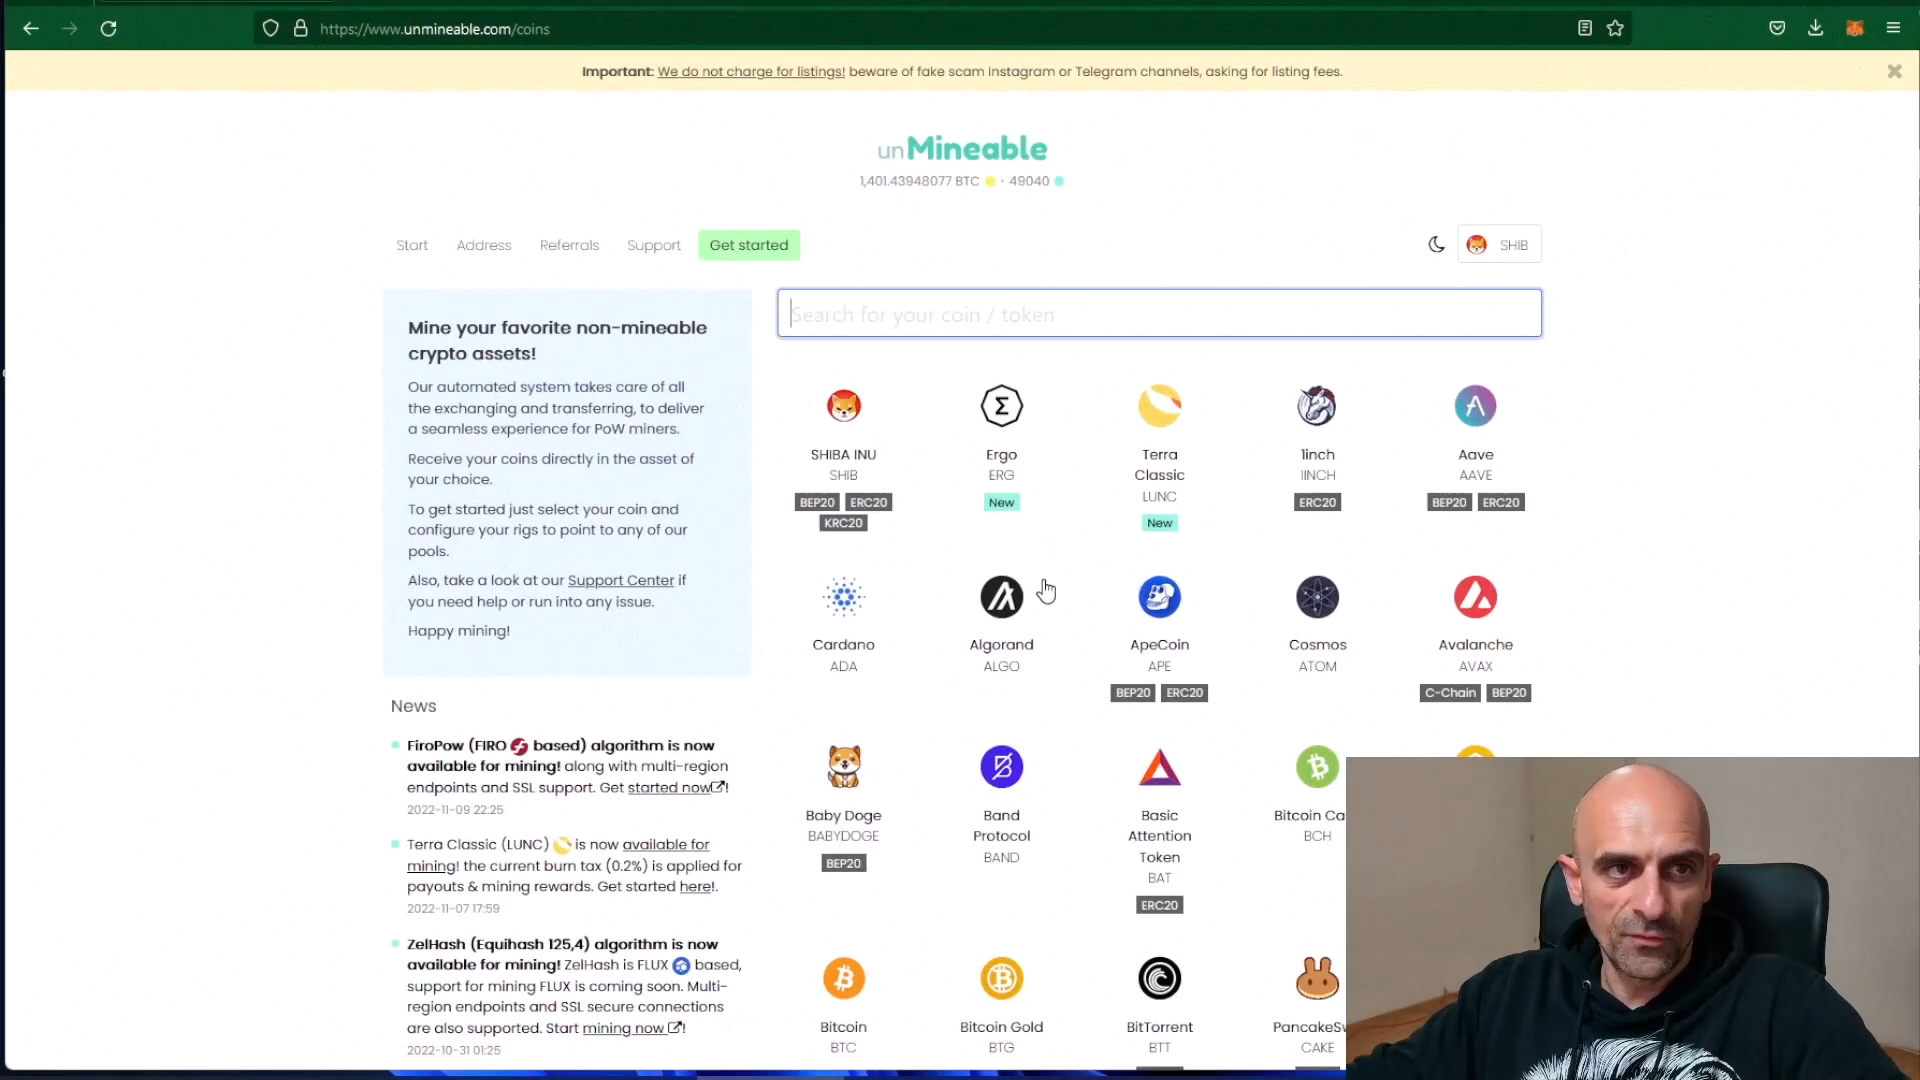 https://www.unmineable.com/coins
Important: We do not charge for listings! beware of fake scam Instagram or Telegram channels, asking for listing fees.
unMineable
1,401.43948077 BTC • 49040
Start Address Referrals Support Get started
SHIB
Mine your favorite non-mineable
crypto assets!
Our automated system takes care of all
the exchanging and transferring, to deliver
a seamless experience for PoW miners.
Receive your coins directly in the asset of
your choice.
To get started just select your coin and
configure your rigs to point to any of our
pools.
Also, take a look at our Support Center if
you need help or run into any issue.
Happy mining!
News
FiroPow (FIRO based) algorithm is now
available for mining! along with multi-region
endpoints and SSL support. Get started now!
2022-11-09 22:25
Terra Classic (LUNC) is now available for
mining! the current burn tax (0.2%) is applied for
payouts & mining rewards. Get started here!.
2022-11-07 17:59
ZelHash (Equihash 125,4) algorithm is now
available for mining! ZelHash is FLUX based,
support for mining FLUX is coming soon. Multi-
region endpoints and SSL secure connections
are also supported. Start mining now!
2022-10-31 01:25
Search for your coin / token
SHIBA INU
SHIB
BEP20 ERC20
KRC20
Ergo
ERG
New
Terra
Classic
LUNC
New
1inch
1INCH
ERC20
Aave
AAVE
BEP20 ERC20
Cardano
ADA
Algorand
ALGO
ApeCoin
APE
BEP20 ERC20
Cosmos
ATOM
Avalanche
AVAX
C-Chain BEP20
Baby Doge
BABYDOGE
BEP20
Band
Protocol
BAND
Basic
Attention
Token
BAT
ERC20
Bitcoin Ca
BCH
Bitcoin
BTC
Bitcoin Gold
BTG
BitTorrent
BTT
PancakeSw
CAKE